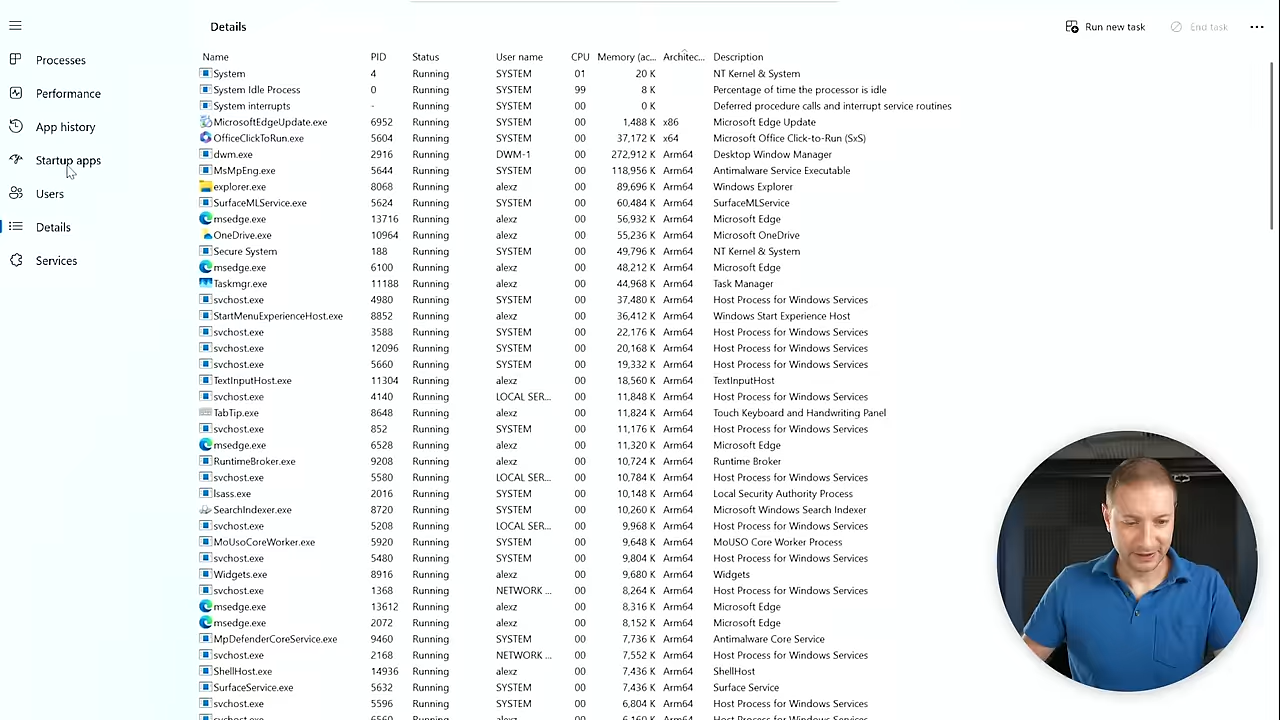 Details
Run new task
End task
Processes
Performance
App history
Startup apps
Users
Details
Services
Name PID Status User name CPU Memory (ac... Architec... Description
System 4 Running SYSTEM 01 20 K NT Kernel & System
System Idle Process 0 Running SYSTEM 99 8 K Percentage of time the processor is idle
System interrupts - Running SYSTEM 00 0 K Deferred procedure calls and interrupt service routines
MicrosoftEdgeUpdate.exe 6952 Running SYSTEM 00 1,488 K x86 Microsoft Edge Update
OfficeClickToRun.exe 5604 Running SYSTEM 00 37,172 K x64 Microsoft Office Click-to-Run (SxS)
dwm.exe 2916 Running DWM-1 00 272,912 K Arm64 Desktop Window Manager
MsMpEng.exe 5644 Running SYSTEM 00 118,956 K Arm64 Antimalware Service Executable
explorer.exe 8068 Running alexz 00 89,696 K Arm64 Windows Explorer
SurfaceMLService.exe 5624 Running SYSTEM 00 60,484 K Arm64 SurfaceMLService
msedge.exe 13716 Running alexz 00 56,932 K Arm64 Microsoft Edge
OneDrive.exe 10964 Running alexz 00 55,236 K Arm64 Microsoft OneDrive
Secure System 188 Running SYSTEM 00 49,796 K Arm64 NT Kernel & System
msedge.exe 6100 Running alexz 00 48,212 K Arm64 Microsoft Edge
Taskmgr.exe 11188 Running alexz 00 44,968 K Arm64 Task Manager
svchost.exe 4980 Running SYSTEM 00 37,480 K Arm64 Host Process for Windows Services
StartMenuExperienceHost.exe 8852 Running alexz 00 36,412 K Arm64 Windows Start Experience Host
svchost.exe 3588 Running SYSTEM 00 22,176 K Arm64 Host Process for Windows Services
svchost.exe 12096 Running SYSTEM 00 20,168 K Arm64 Host Process for Windows Services
svchost.exe 5660 Running SYSTEM 00 19,332 K Arm64 Host Process for Windows Services
TextInputHost.exe 11304 Running alexz 00 18,560 K Arm64 TextInputHost
svchost.exe 4140 Running LOCAL SER... 00 11,848 K Arm64 Host Process for Windows Services
TabTip.exe 8648 Running alexz 00 11,824 K Arm64 Touch Keyboard and Handwriting Panel
svchost.exe 852 Running SYSTEM 00 11,176 K Arm64 Host Process for Windows Services
msedge.exe 6528 Running alexz 00 11,320 K Arm64 Microsoft Edge
RuntimeBroker.exe 9208 Running alexz 00 10,724 K Arm64 Runtime Broker
svchost.exe 5580 Running LOCAL SER... 00 10,784 K Arm64 Host Process for Windows Services
lsass.exe 2016 Running SYSTEM 00 10,148 K Arm64 Local Security Authority Process
SearchIndexer.exe 8720 Running SYSTEM 00 10,260 K Arm64 Microsoft Windows Search Indexer
svchost.exe 5208 Running LOCAL SER... 00 9,968 K Arm64 Host Process for Windows Services
MoUsoCoreWorker.exe 5920 Running SYSTEM 00 9,648 K Arm64 MoUSO Core Worker Process
svchost.exe 5480 Running SYSTEM 00 9,804 K Arm64 Host Process for Windows Services
Widgets.exe 8916 Running alexz 00 9,680 K Arm64 Widgets
svchost.exe 1368 Running NETWORK ... 00 8,264 K Arm64 Host Process for Windows Services
msedge.exe 13612 Running alexz 00 8,316 K Arm64 Microsoft Edge
msedge.exe 2072 Running alexz 00 8,152 K Arm64 Microsoft Edge
MpDefenderCoreService.exe 9460 Running SYSTEM 00 7,736 K Arm64 Antimalware Core Service
svchost.exe 2168 Running NETWORK ... 00 7,552 K Arm64 Host Process for Windows Services
ShellHost.exe 14936 Running alexz 00 7,436 K Arm64 ShellHost
SurfaceService.exe 5632 Running SYSTEM 00 7,436 K Arm64 Surface Service
svchost.exe 5596 Running SYSTEM 00 6,804 K Arm64 Host Process for Windows Services
svchost.exe 6560 Running SYSTEM 00 6,160 K Arm64 Host Process for Windows Services